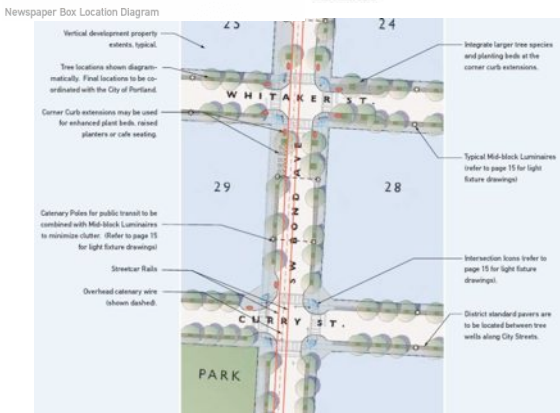 Newspaper Box Location Diagram
Vertical development property
extents, typical.
Tree locations shown diagram-
matically. Final locations to be co-
ordinated with the City of Portland.
Corner Curb extensions may be used
for enhanced plant beds, raised
planters or cafe seating.
Catenary Poles for public transit to be
combined with Mid-block Luminaires
to minimize clutter. (Refer to page 15
for light fixture drawings)
Streetcar Rails
Overhead catenary wire
(shown dashed).
25
24
WHITAKER ST.
29
28
SW BOND AVE
CURRY ST.
PARK
Integrate larger tree species
and planting beds at the
corner curb extensions.
Typical Mid-block Luminaires
(refer to page 15 for light
fixture drawings)
Intersection Icons (refer to
page 15 for light fixture
drawings).
District standard pavers are
to be located between tree
wells along City Streets.